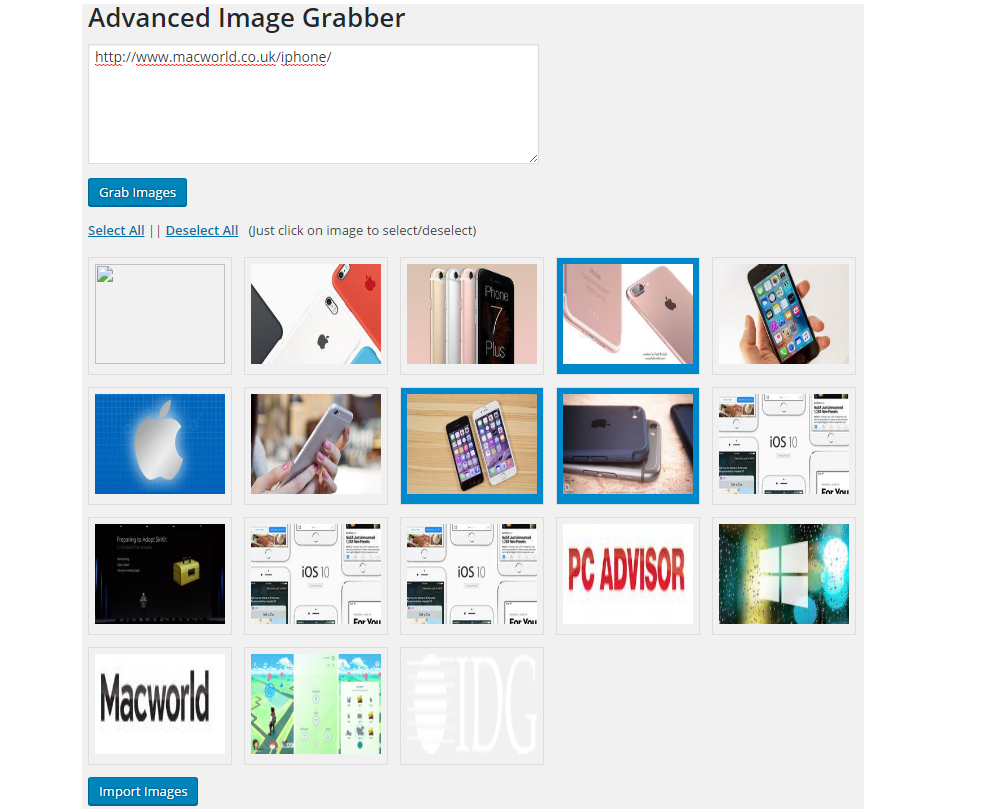 Advanced Image Grabber
http://www.macworld.co.uk/iphone/
Grab Images
Select All || Deselect All (Just click on image to select/deselect)
iPhone
7
Plus
iOS 10
For You
Preparing to Adopt SiriKit
iOS 10
For You
iOS 10
For You
PC ADVISOR
Macworld
IDG
Import Images